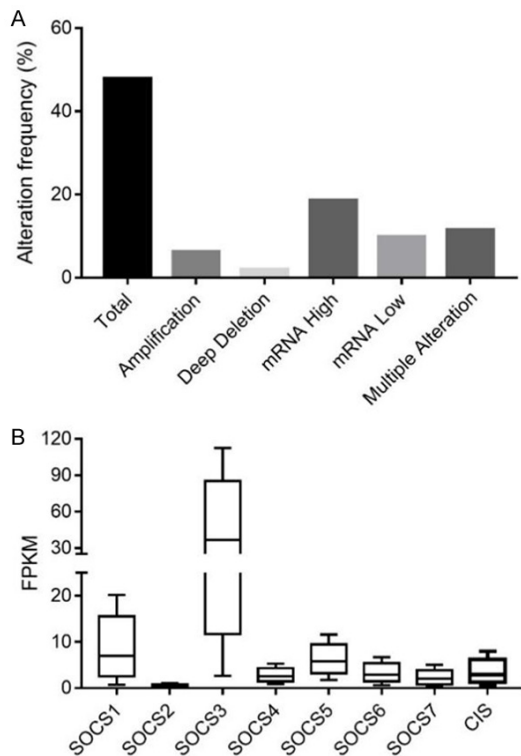 A
Alteration frequency (%)
60
40
20
0
Total
Amplification
Deep Deletion
mRNA High
mRNA Low
Multiple Alteration
B
FPKM
120
90
60
30
20
10
0
SOCS1
SOCS2
SOCS3
SOCS4
SOCS5
SOCS6
SOCS7
CIS